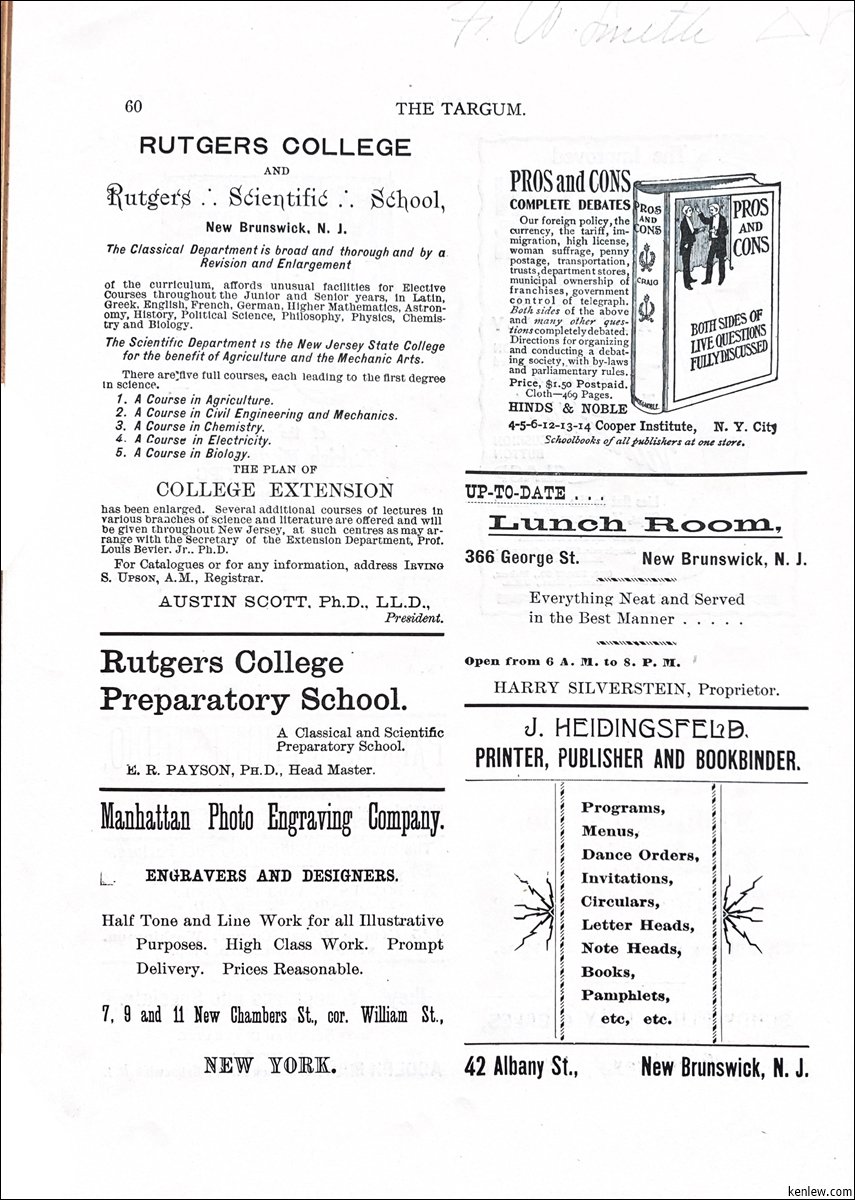 F. W. Smith
60
THE TARGUM.
RUTGERS COLLEGE
AND
Rutgers ∴ Scientific ∴ School,
New Brunswick, N. J.
The Classical Department is broad and thorough and by a
Revision and Enlargement
of the curriculum, affords unusual facilities for Elective
Courses throughout the Junior and Senior years, in Latin,
Greek, English, French, German, Higher Mathematics, Astron-
omy, History, Political Science, Philosophy, Physics, Chemis-
try and Biology.
The Scientific Department is the New Jersey State College
for the benefit of Agriculture and the Mechanic Arts.
There are five full courses, each leading to the first degree
in science.
1. A Course in Agriculture.
2. A Course in Civil Engineering and Mechanics.
3. A Course in Chemistry.
4. A Course in Electricity.
5. A Course in Biology.
THE PLAN OF
COLLEGE EXTENSION
has been enlarged. Several additional courses of lectures in
various branches of science and literature are offered and will
be given throughout New Jersey, at such centres as may ar-
range with the Secretary of the Extension Department, Prof.
Louis Bevier. Jr.. Ph.D.
For Catalogues or for any information, address IRVING
S. UPSON, A.M., Registrar.
AUSTIN SCOTT. Ph.D., LL.D.,
President.
Rutgers College
Preparatory School.
A Classical and Scientific
Preparatory School.
E. R. PAYSON, PH.D., Head Master.
Manhattan Photo Engraving Company.
ENGRAVERS AND DESIGNERS.
Half Tone and Line Work for all Illustrative
Purposes. High Class Work. Prompt
Delivery. Prices Reasonable.
7, 9 and 11 New Chambers St., cor. William St.,
NEW YORK.
PROS and CONS
COMPLETE DEBATES
Our foreign policy, the
currency, the tariff, im-
migration, high license,
woman suffrage, penny
postage, transportation,
trusts, department stores,
municipal ownership of
franchises, government
control of telegraph.
Both sides of the above
and many other ques-
tions completely debated.
Directions for organizing
and conducting a debat-
ing society, with by-laws
and parliamentary rules.
Price, $1.50 Postpaid.
Cloth—469 Pages.
HINDS & NOBLE
4-5-6-12-13-14 Cooper Institute, N. Y. City
Schoolbooks of all publishers at one store.
PROS
AND
CONS
CRAIG
PROS
AND
CONS
BOTH SIDES OF
LIVE QUESTIONS
FULLY DISCUSSED
UP-TO-DATE . . .
Lunch Room,
366 George St. New Brunswick, N. J.
Everything Neat and Served
in the Best Manner . . . . .
Open from 6 A. M. to 8. P. M.
HARRY SILVERSTEIN, Proprietor.
J. HEIDINGSFELD.
PRINTER, PUBLISHER AND BOOKBINDER.
Programs,
Menus,
Dance Orders,
Invitations,
Circulars,
Letter Heads,
Note Heads,
Books,
Pamphlets,
etc, etc.
42 Albany St., New Brunswick, N. J.
kenlew.com